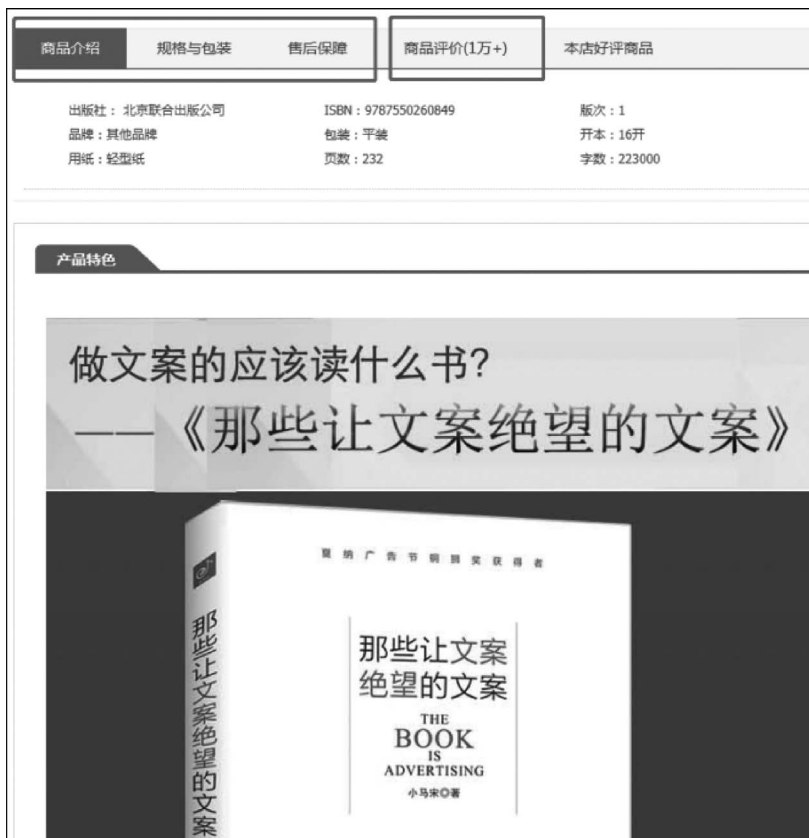 商品介绍 规格与包装 售后保障 商品评价(1万+) 本店好评商品
出版社： 北京联合出版公司 ISBN：9787550260849 版次：1
品牌：其他品牌 包装：平装 开本：16开
用纸：轻型纸 页数：232 字数：223000
产品特色
做文案的应该读什么书?
——《那些让文案绝望的文案》
戛纳广告节铜狮奖获得者
那些让文案绝望的文案
那些让文案
绝望的文案
THE
BOOK
IS
ADVERTISING
小马宋◎著